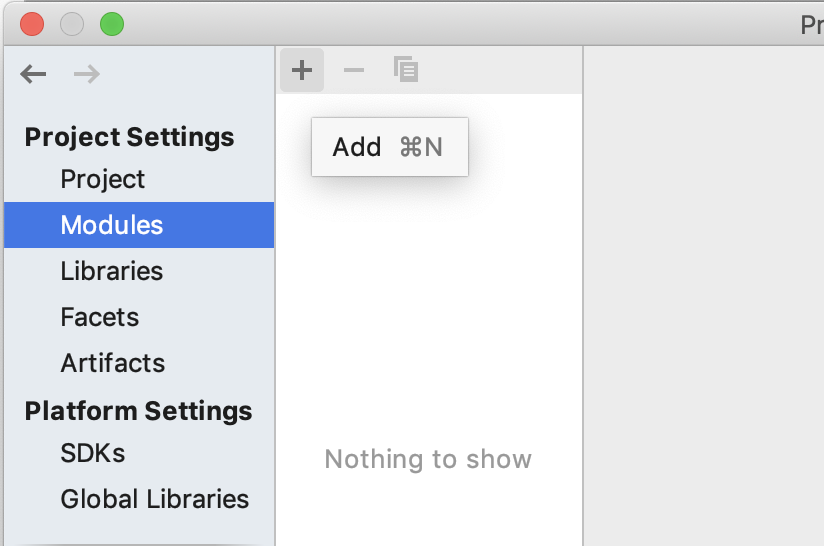 Pr
Project Settings
Project
Modules
Libraries
Facets
Artifacts
Platform Settings
SDKs
Global Libraries
Add ⌘N
Nothing to show